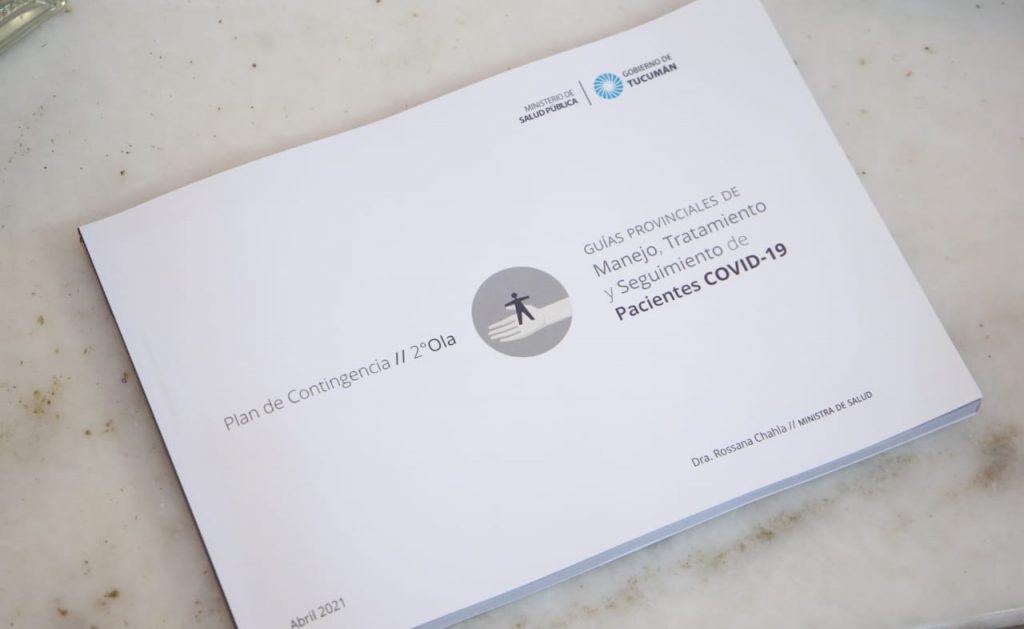 MINISTERIO DE
SALUD PÚBLICA
GOBIERNO DE
TUCUMÁN
Plan de Contingencia // 2°Ola
GUÍAS PROVINCIALES DE
Manejo, Tratamiento
y Seguimiento de
Pacientes COVID-19
Dra. Rossana Chahla // MINISTRA DE SALUD
Abril 2021